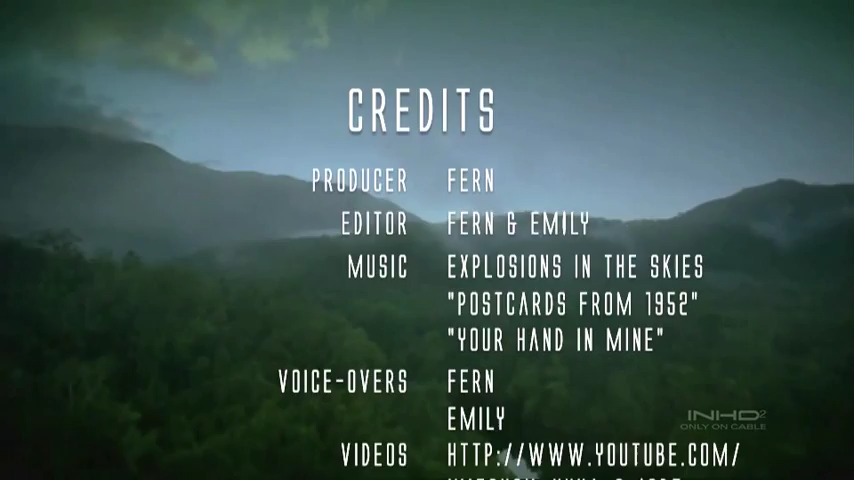 CREDITS
PRODUCER FERN
EDITOR FERN & EMILY
MUSIC EXPLOSIONS IN THE SKIES
"POSTCARDS FROM 1952"
"YOUR HAND IN MINE"
VOICE-OVERS FERN
EMILY
INHD2
ONLY ON CABLE
VIDEOS HTTP://WWW.YOUTUBE.COM/